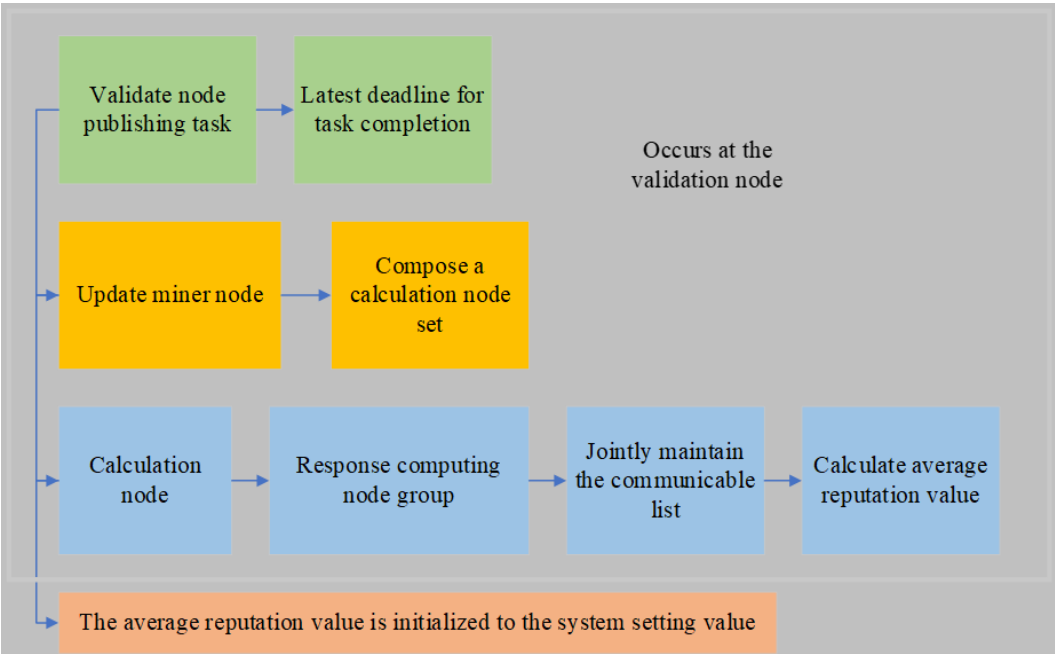 Validate node
publishing task
Latest deadline for
task completion
Occurs at the
validation node
Update miner node
Compose a
calculation node
set
Calculation
node
Response computing
node group
Jointly maintain
the communicable
list
Calculate average
reputation value
The average reputation value is initialized to the system setting value